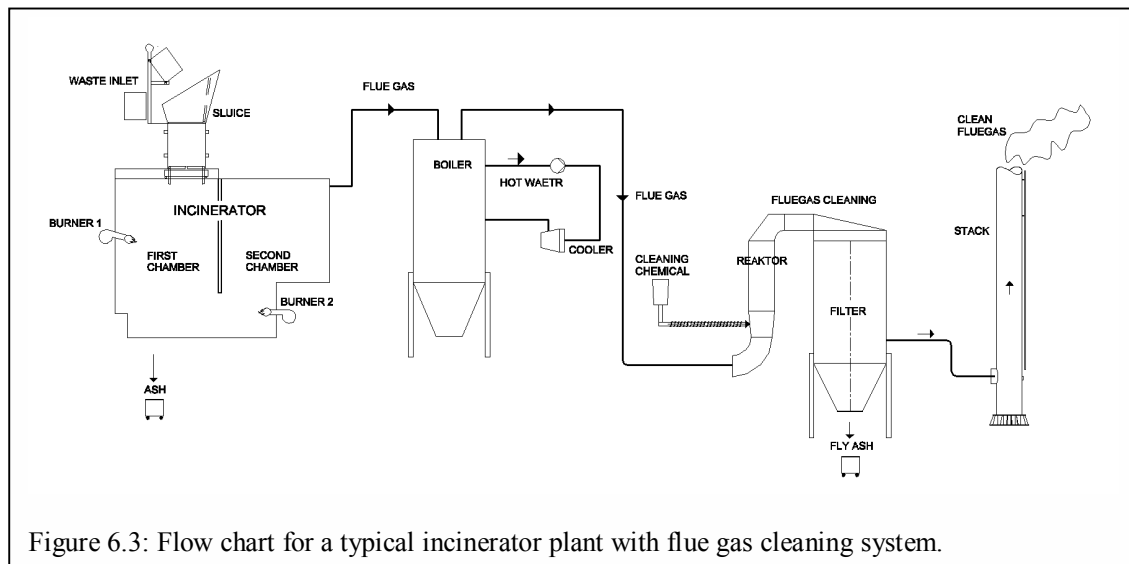 WASTE INLET
SLUICE
FLUE GAS
CLEAN
FLUEGAS
BOILER
HOT WAETR
FLUE GAS
FLUEGAS CLEANING
INCINERATOR
BURNER 1
STACK
COOLER
FIRST
CHAMBER
SECOND
CHAMBER
CLEANING
CHEMICAL
REAKTOR
BURNER 2
FILTER
ASH
FLY ASH
Figure 6.3: Flow chart for a typical incinerator plant with flue gas cleaning system.